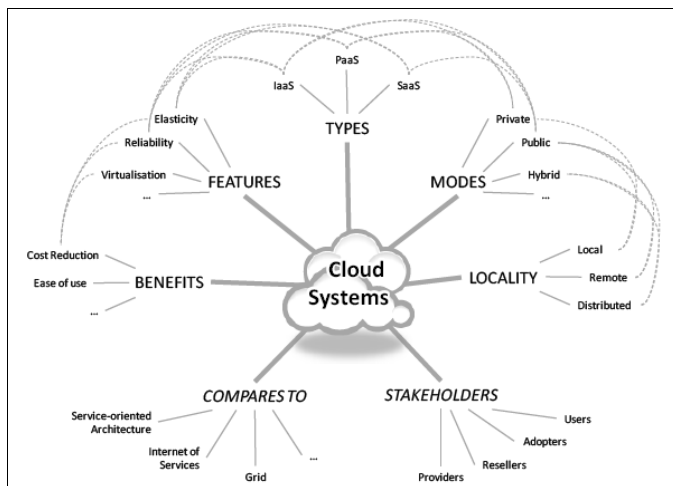 PaaS
IaaS
SaaS
TYPES
Elasticity
Reliability
Virtualisation
...
FEATURES
Private
Public
Hybrid
...
MODES
Cost Reduction
Ease of use
...
BENEFITS
Cloud
Systems
LOCALITY
Local
Remote
Distributed
COMPARES TO
Service-oriented
Architecture
Internet of
Services
Grid
...
STAKEHOLDERS
Users
Adopters
Resellers
Providers